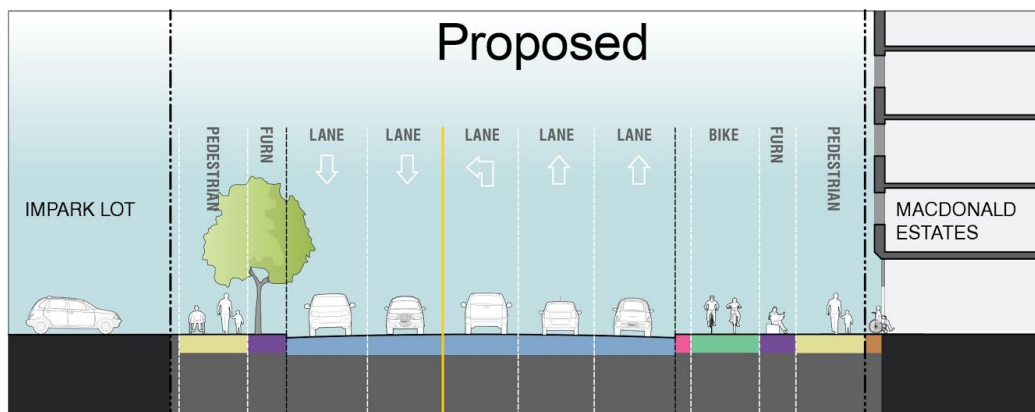 Proposed
PEDESTRIAN
FURN
LANE
LANE
LANE
LANE
LANE
BIKE
FURN
PEDESTRIAN
IMPARK LOT
MACDONALD
ESTATES